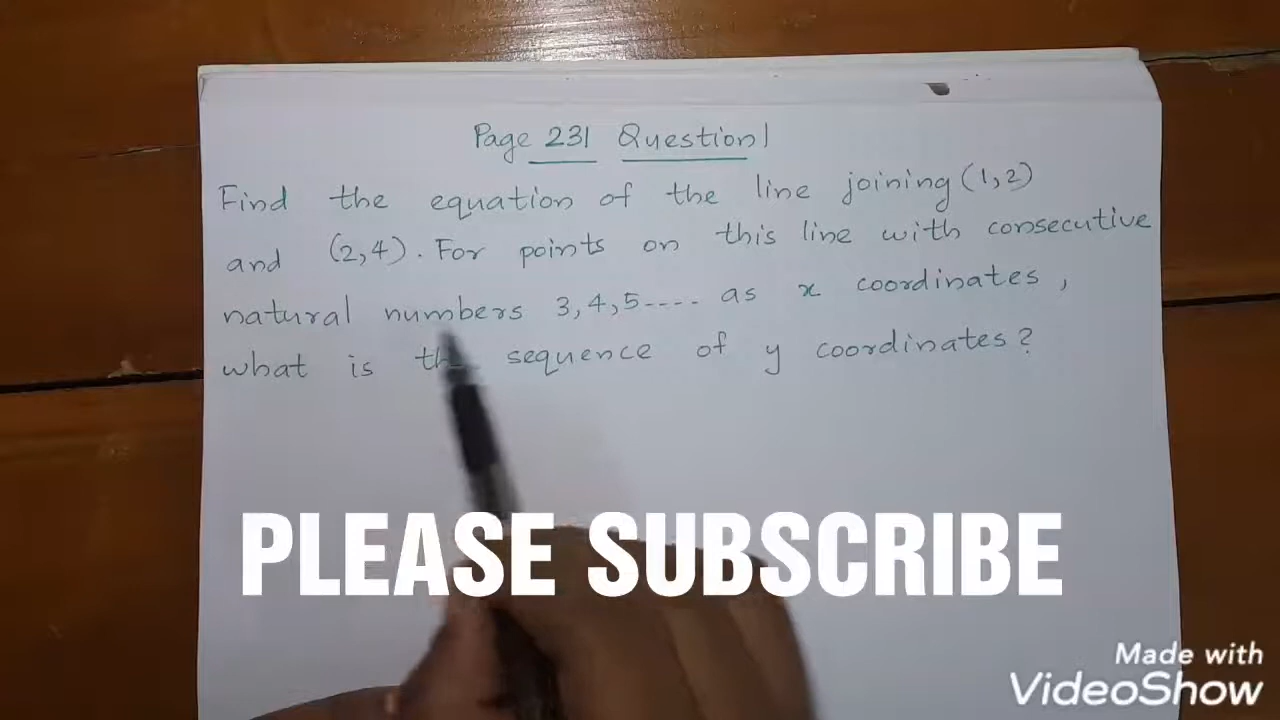 Page 231 Question 1
Find the equation of the line joining (1,2)
and (2,4). For points on this line with consecutive
natural numbers 3,4,5---- as x coordinates,
what is the sequence of y coordinates?
PLEASE SUBSCRIBE
Made with
VideoShow